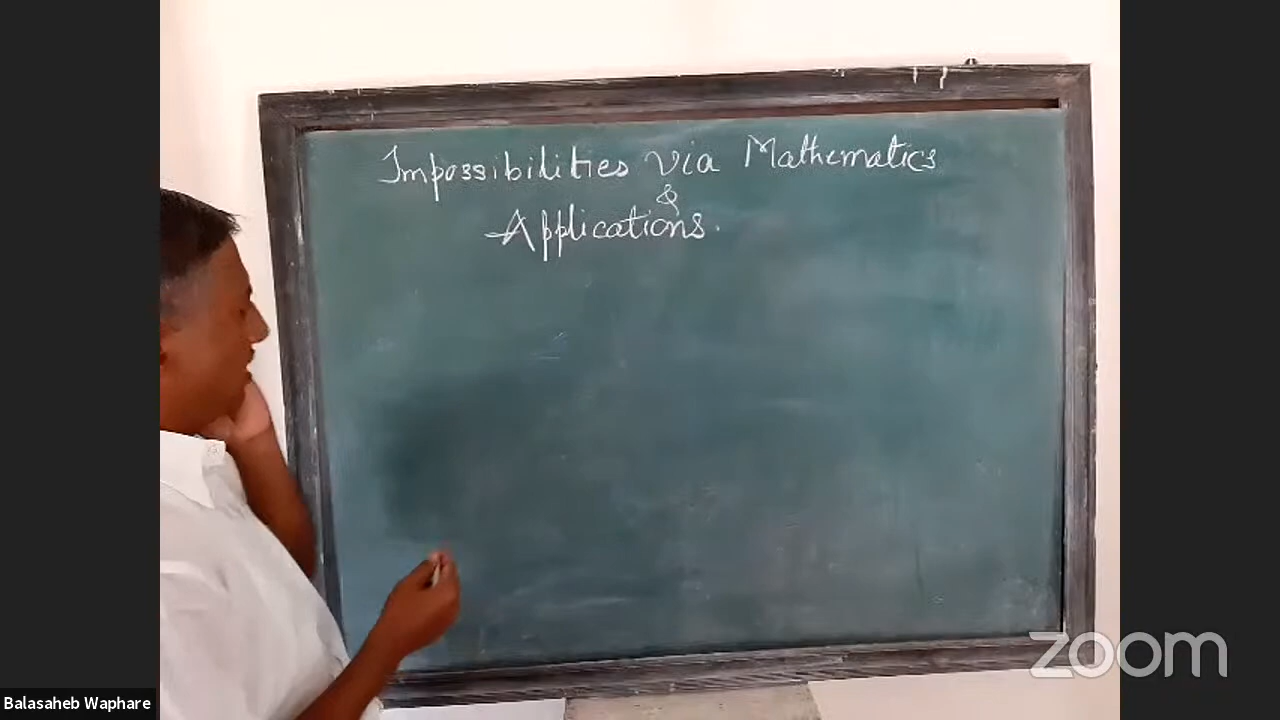 Impossibilities via Mathematics
&
Applications.
zoom
Balasaheb Waphare